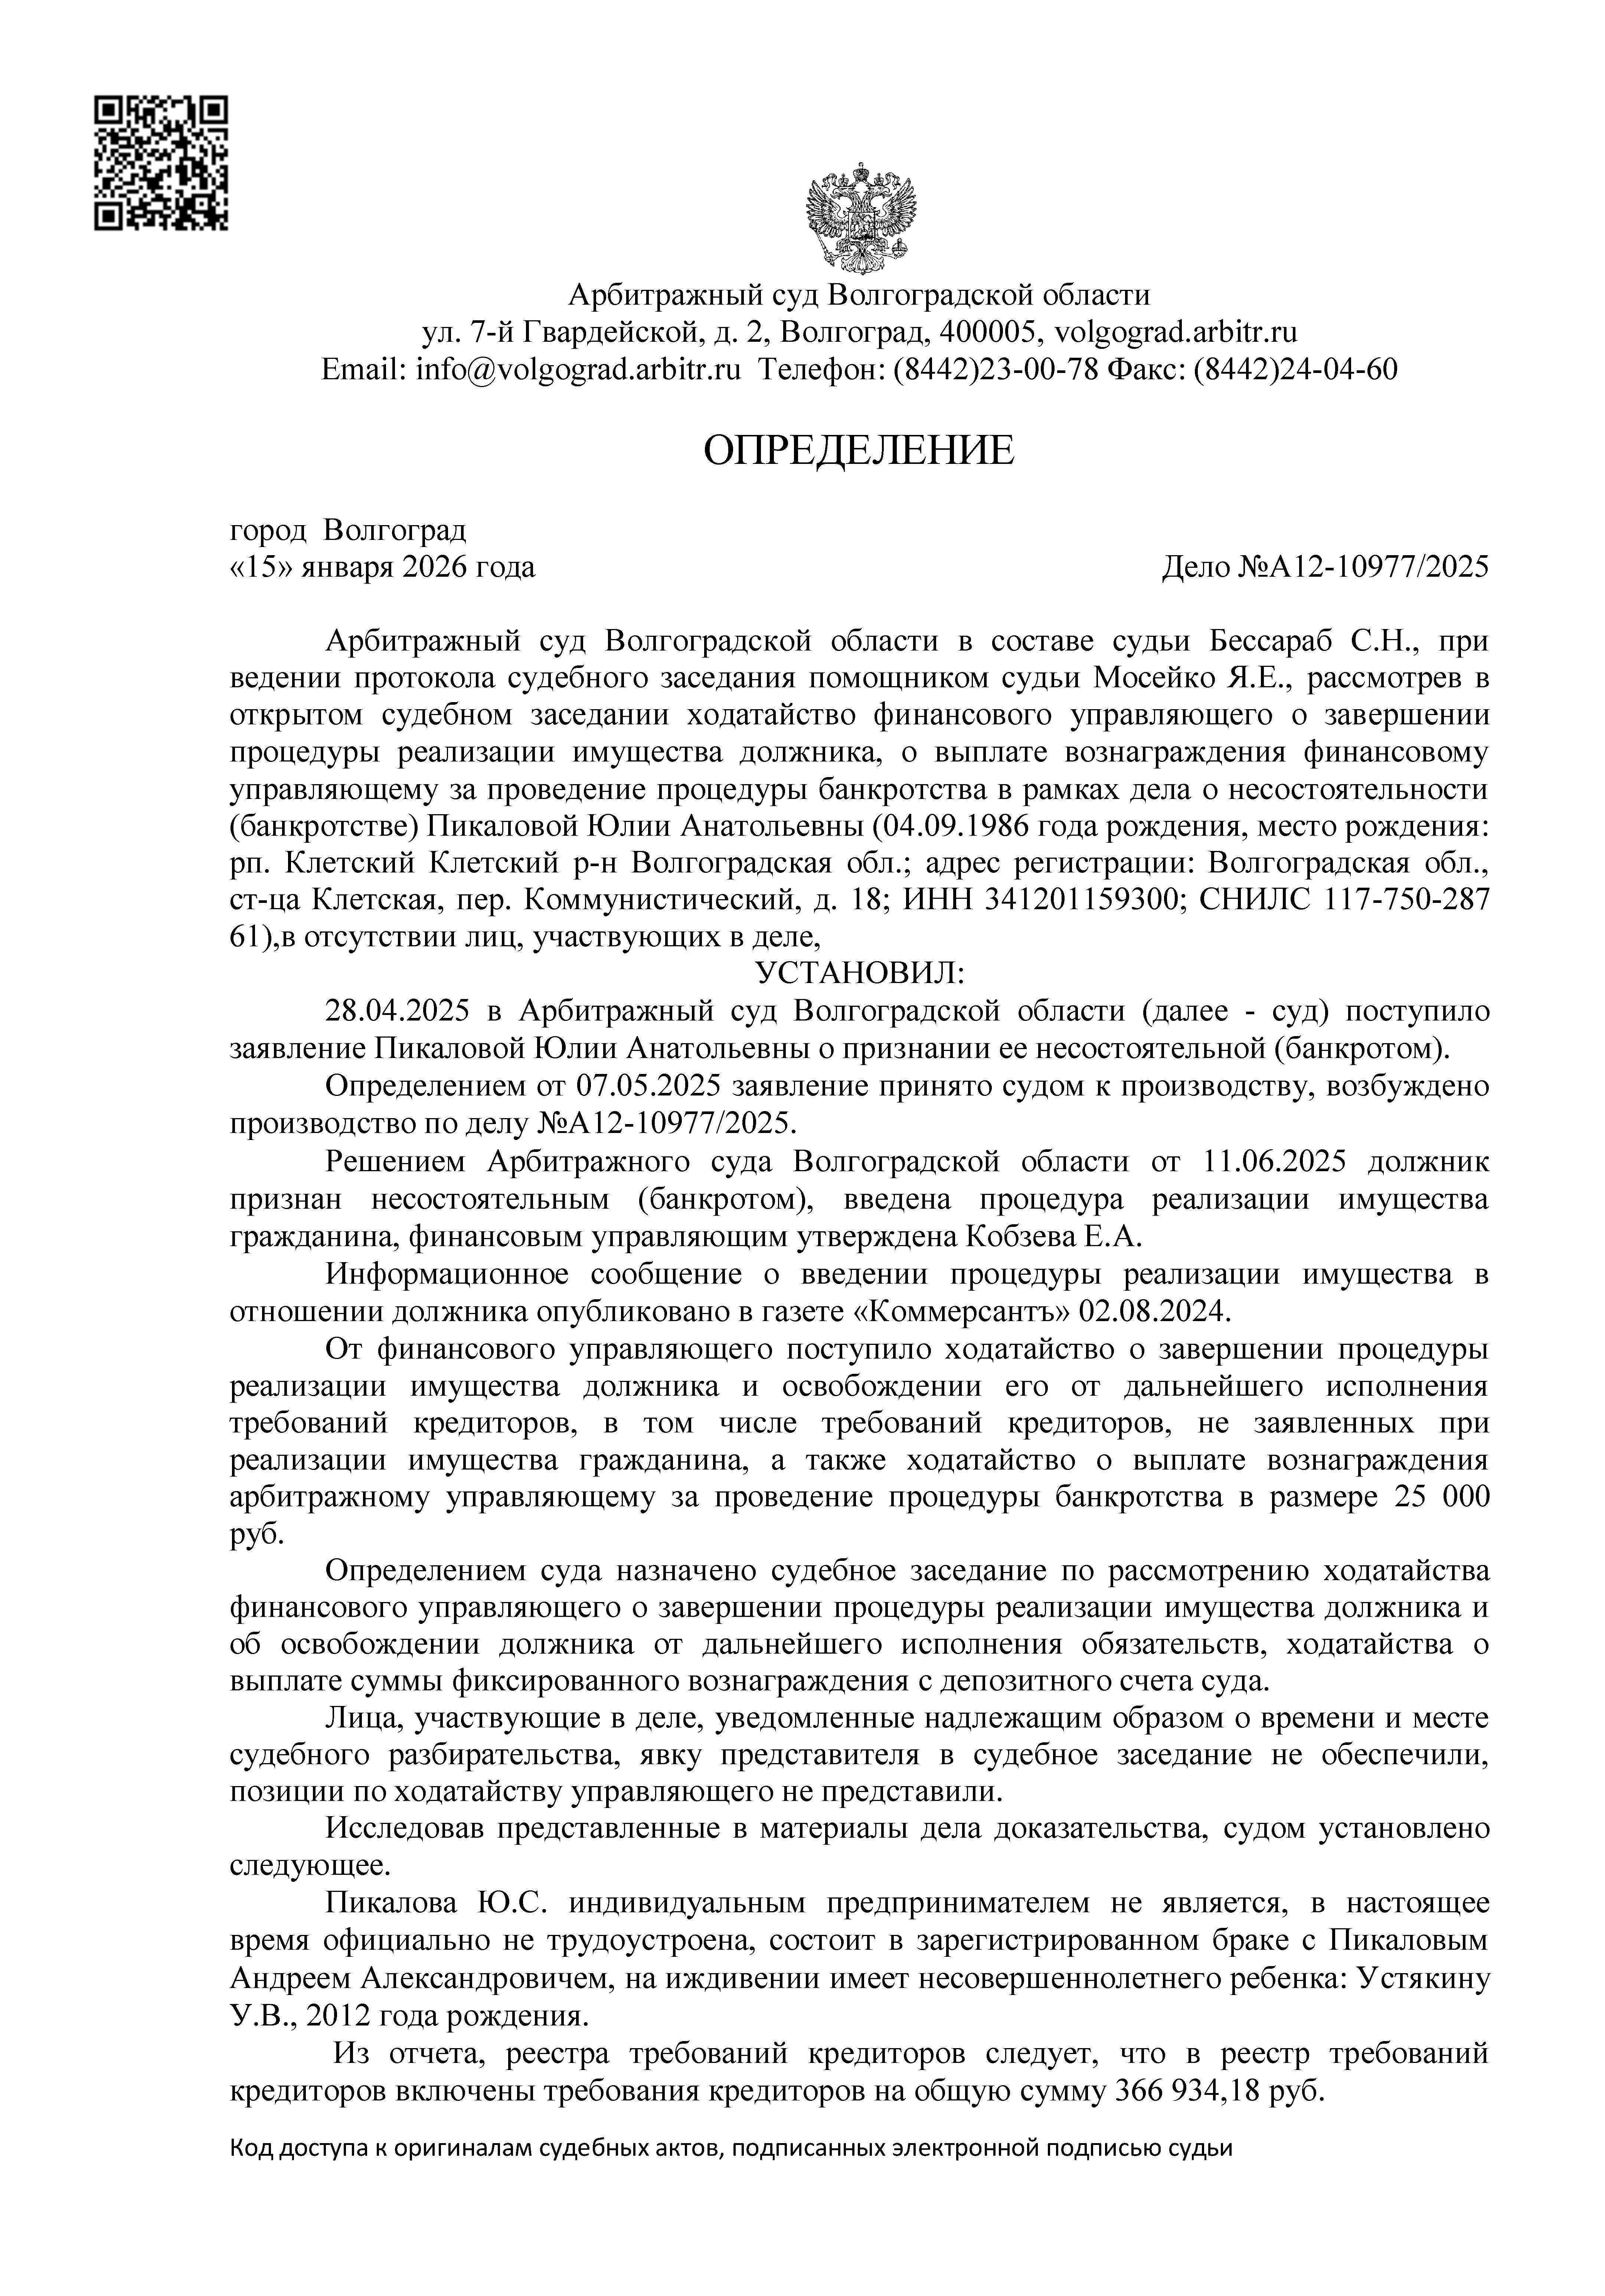 Арбитражный суд Волгоградской области
ул. 7-й Гвардейской, д. 2, Волгоград, 400005, volgograd.arbitr.ru
Email: info@volgograd.arbitr.ru  Телефон: (8442)23-00-78 Факс: (8442)24-04-60
ОПРЕДЕЛЕНИЕ
город  Волгоград
«15» января 2026 года Дело №А12-10977/2025
Арбитражный суд Волгоградской области в составе судьи Бессараб С.Н., при
ведении протокола судебного заседания помощником судьи Мосейко Я.Е., рассмотрев в
открытом судебном заседании ходатайство финансового управляющего о завершении
процедуры реализации имущества должника, о выплате вознаграждения финансовому
управляющему за проведение процедуры банкротства в рамках дела о несостоятельности
(банкротстве) Пикаловой Юлии Анатольевны (04.09.1986 года рождения, место рождения:
рп. Клетский Клетский р-н Волгоградская обл.; адрес регистрации: Волгоградская обл.,
ст-ца Клетская, пер. Коммунистический, д. 18; ИНН 341201159300; СНИЛС 117-750-287
61),в отсутствии лиц, участвующих в деле,
УСТАНОВИЛ:
28.04.2025 в Арбитражный суд Волгоградской области (далее - суд) поступило
заявление Пикаловой Юлии Анатольевны о признании ее несостоятельной (банкротом).
Определением от 07.05.2025 заявление принято судом к производству, возбуждено
производство по делу №А12-10977/2025.
Решением Арбитражного суда Волгоградской области от 11.06.2025 должник
признан несостоятельным (банкротом), введена процедура реализации имущества
гражданина, финансовым управляющим утверждена Кобзева Е.А.
Информационное сообщение о введении процедуры реализации имущества в
отношении должника опубликовано в газете «Коммерсантъ» 02.08.2024.
От финансового управляющего поступило ходатайство о завершении процедуры
реализации имущества должника и освобождении его от дальнейшего исполнения
требований кредиторов, в том числе требований кредиторов, не заявленных при
реализации имущества гражданина, а также ходатайство о выплате вознаграждения
арбитражному управляющему за проведение процедуры банкротства в размере 25 000
руб.
Определением суда назначено судебное заседание по рассмотрению ходатайства
финансового управляющего о завершении процедуры реализации имущества должника и
об освобождении должника от дальнейшего исполнения обязательств, ходатайства о
выплате суммы фиксированного вознаграждения с депозитного счета суда.
Лица, участвующие в деле, уведомленные надлежащим образом о времени и месте
судебного разбирательства, явку представителя в судебное заседание не обеспечили,
позиции по ходатайству управляющего не представили.
Исследовав представленные в материалы дела доказательства, судом установлено
следующее.
Пикалова Ю.С. индивидуальным предпринимателем не является, в настоящее
время официально не трудоустроена, состоит в зарегистрированном браке с Пикаловым
Андреем Александровичем, на иждивении имеет несовершеннолетнего ребенка: Устякину
У.В., 2012 года рождения.
Из отчета, реестра требований кредиторов следует, что в реестр требований
кредиторов включены требования кредиторов на общую сумму 366 934,18 руб.
Код доступа к оригиналам судебных актов, подписанных электронной подписью судьи